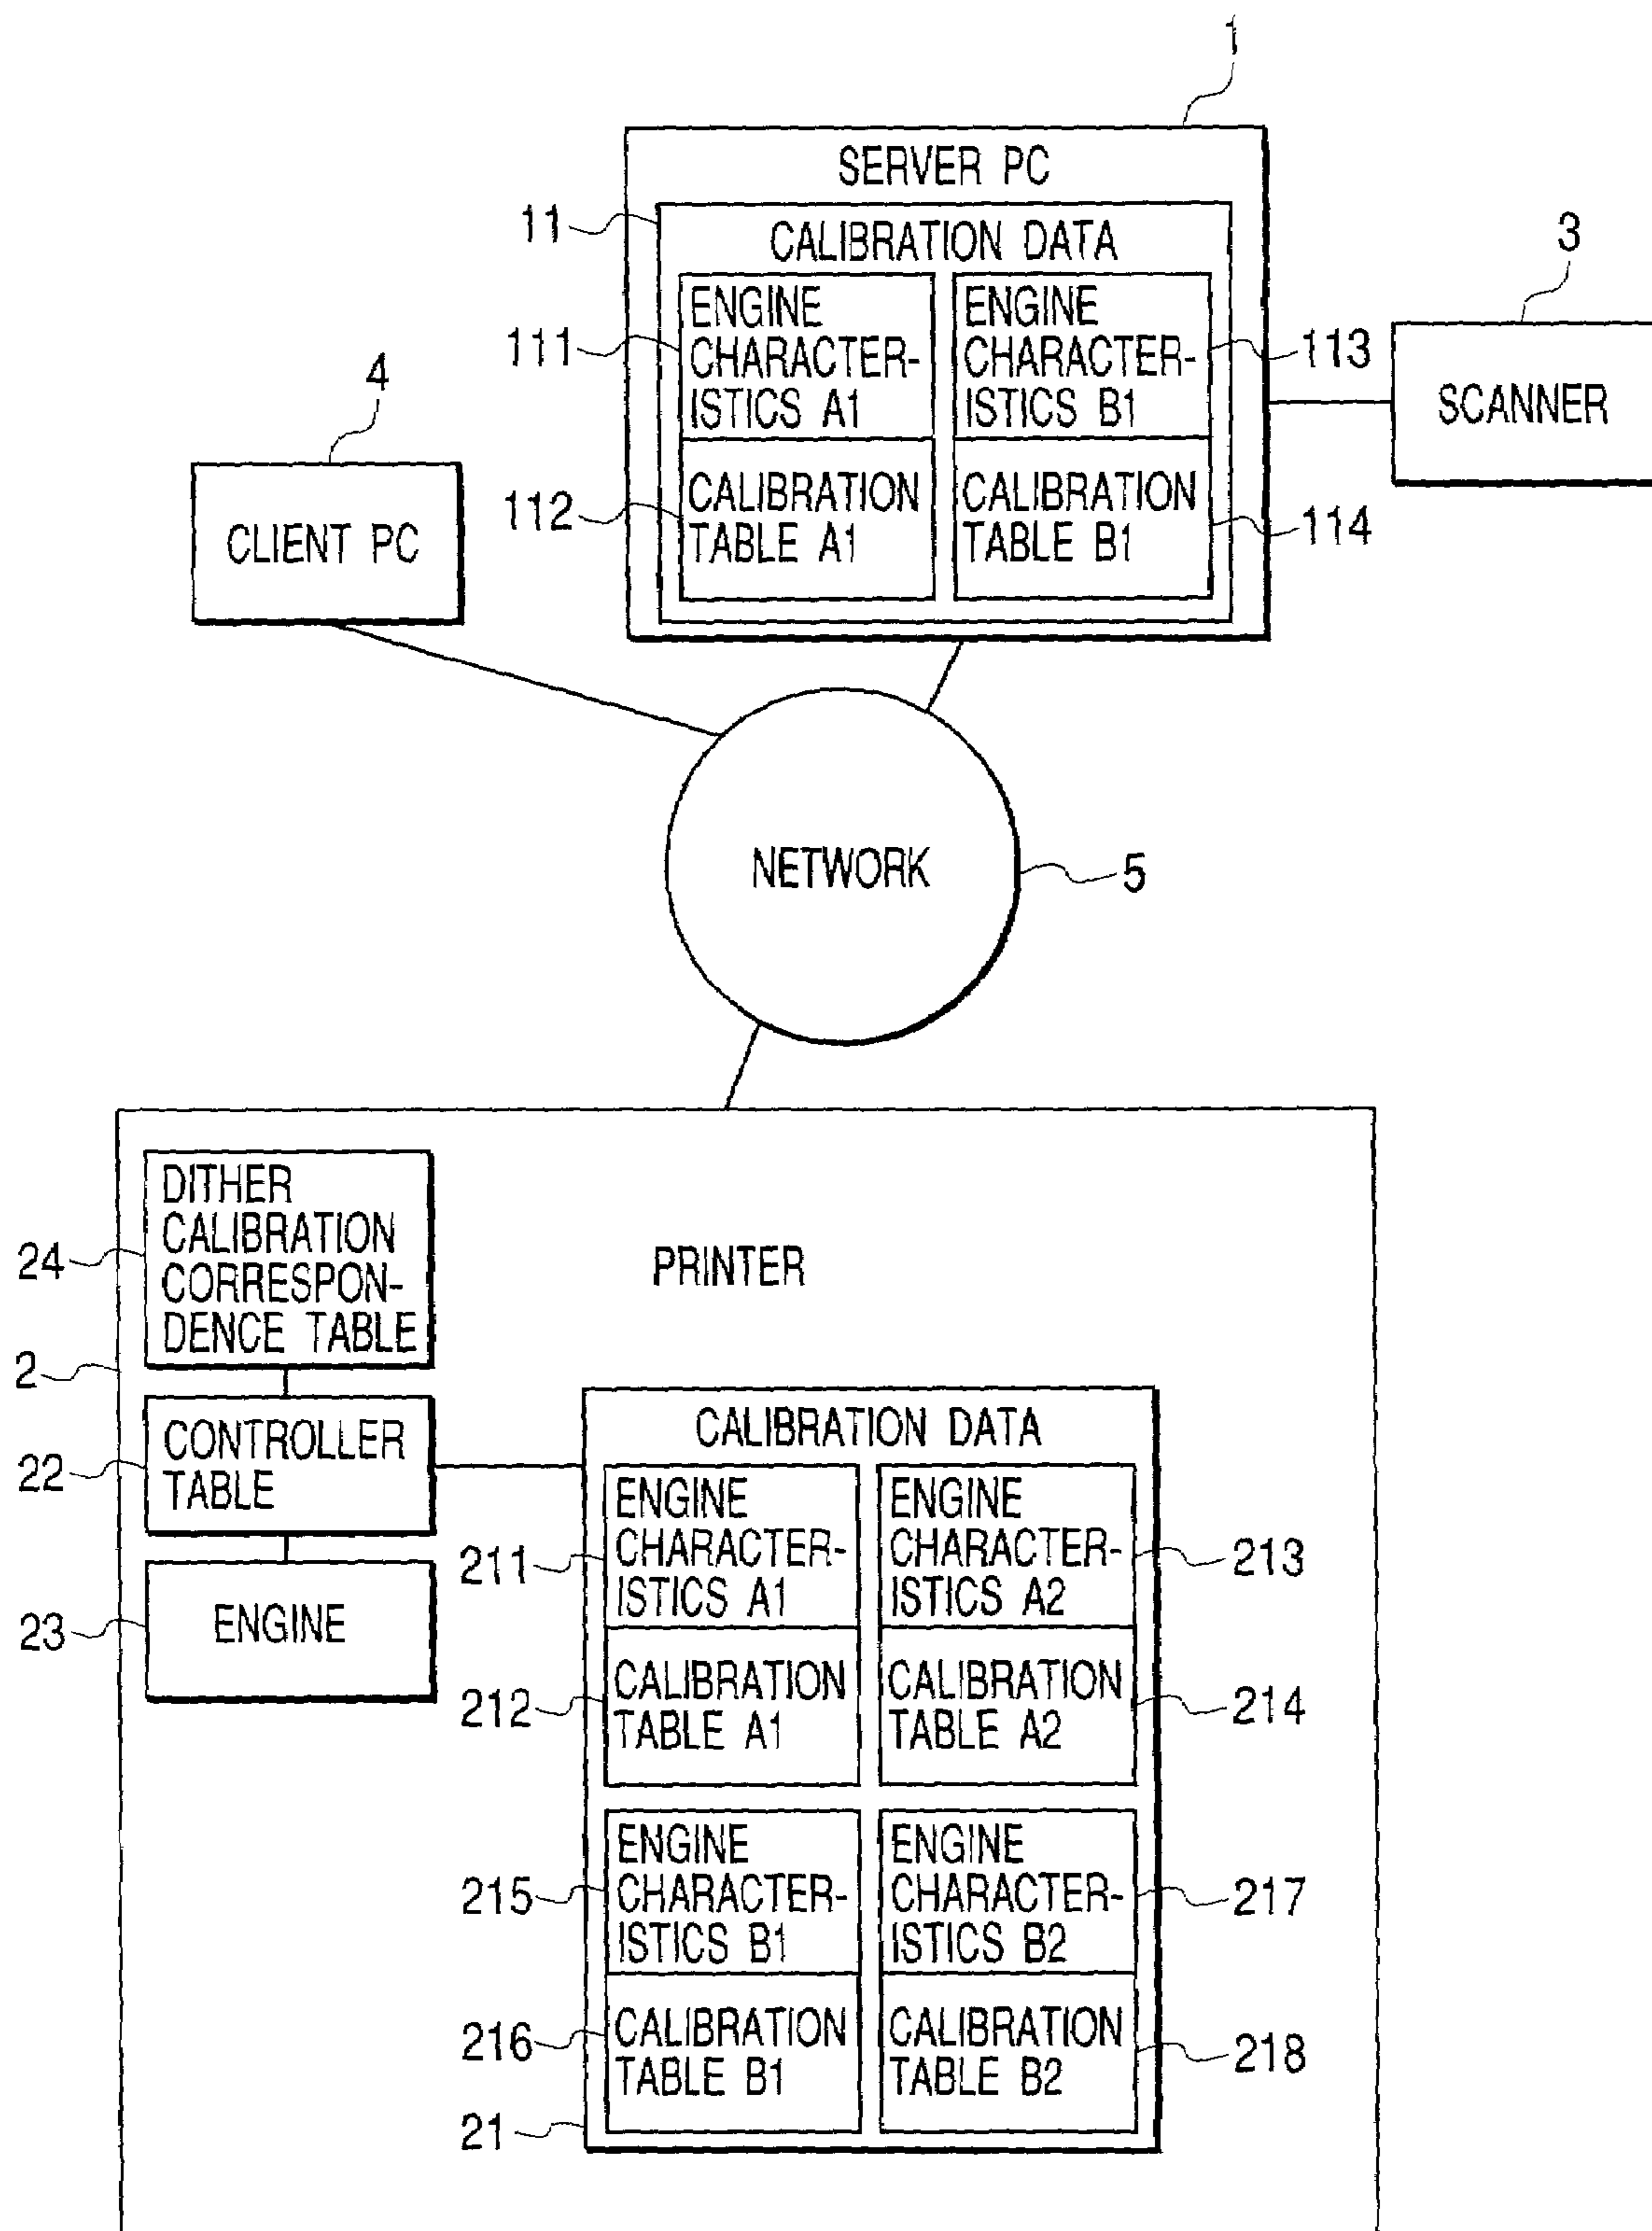 1
SERVER PC
11
CALIBRATION DATA
111
ENGINE
CHARACTER-
ISTICS A1
ENGINE
CHARACTER-
ISTICS B1
113
112
CALIBRATION
TABLE A1
CALIBRATION
TABLE B1
114
3
SCANNER
4
CLIENT PC
NETWORK
5
2
PRINTER
24
DITHER
CALIBRATION
CORRESPON-
DENCE TABLE
22
CONTROLLER
TABLE
23
ENGINE
CALIBRATION DATA
211
ENGINE
CHARACTER-
ISTICS A1
ENGINE
CHARACTER-
ISTICS A2
213
212
CALIBRATION
TABLE A1
CALIBRATION
TABLE A2
214
215
ENGINE
CHARACTER-
ISTICS B1
ENGINE
CHARACTER-
ISTICS B2
217
216
CALIBRATION
TABLE B1
CALIBRATION
TABLE B2
218
21